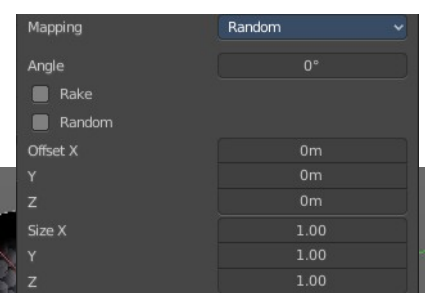 Mapping Random
Angle 0°
Rake
Random
Offset X 0m
Y 0m
Z 0m
Size X 1.00
Y 1.00
Z 1.00